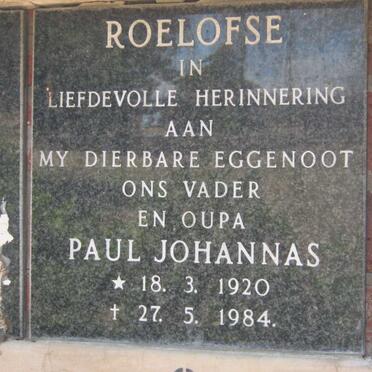 ROELOFSE
IN
LIEFDEVOLLE HERINNERING
AAN
MY DIERBARE EGGENOOT
ONS VADER
EN OUPA
PAUL JOHANNAS
★ 18. 3. 1920
† 27. 5. 1984.